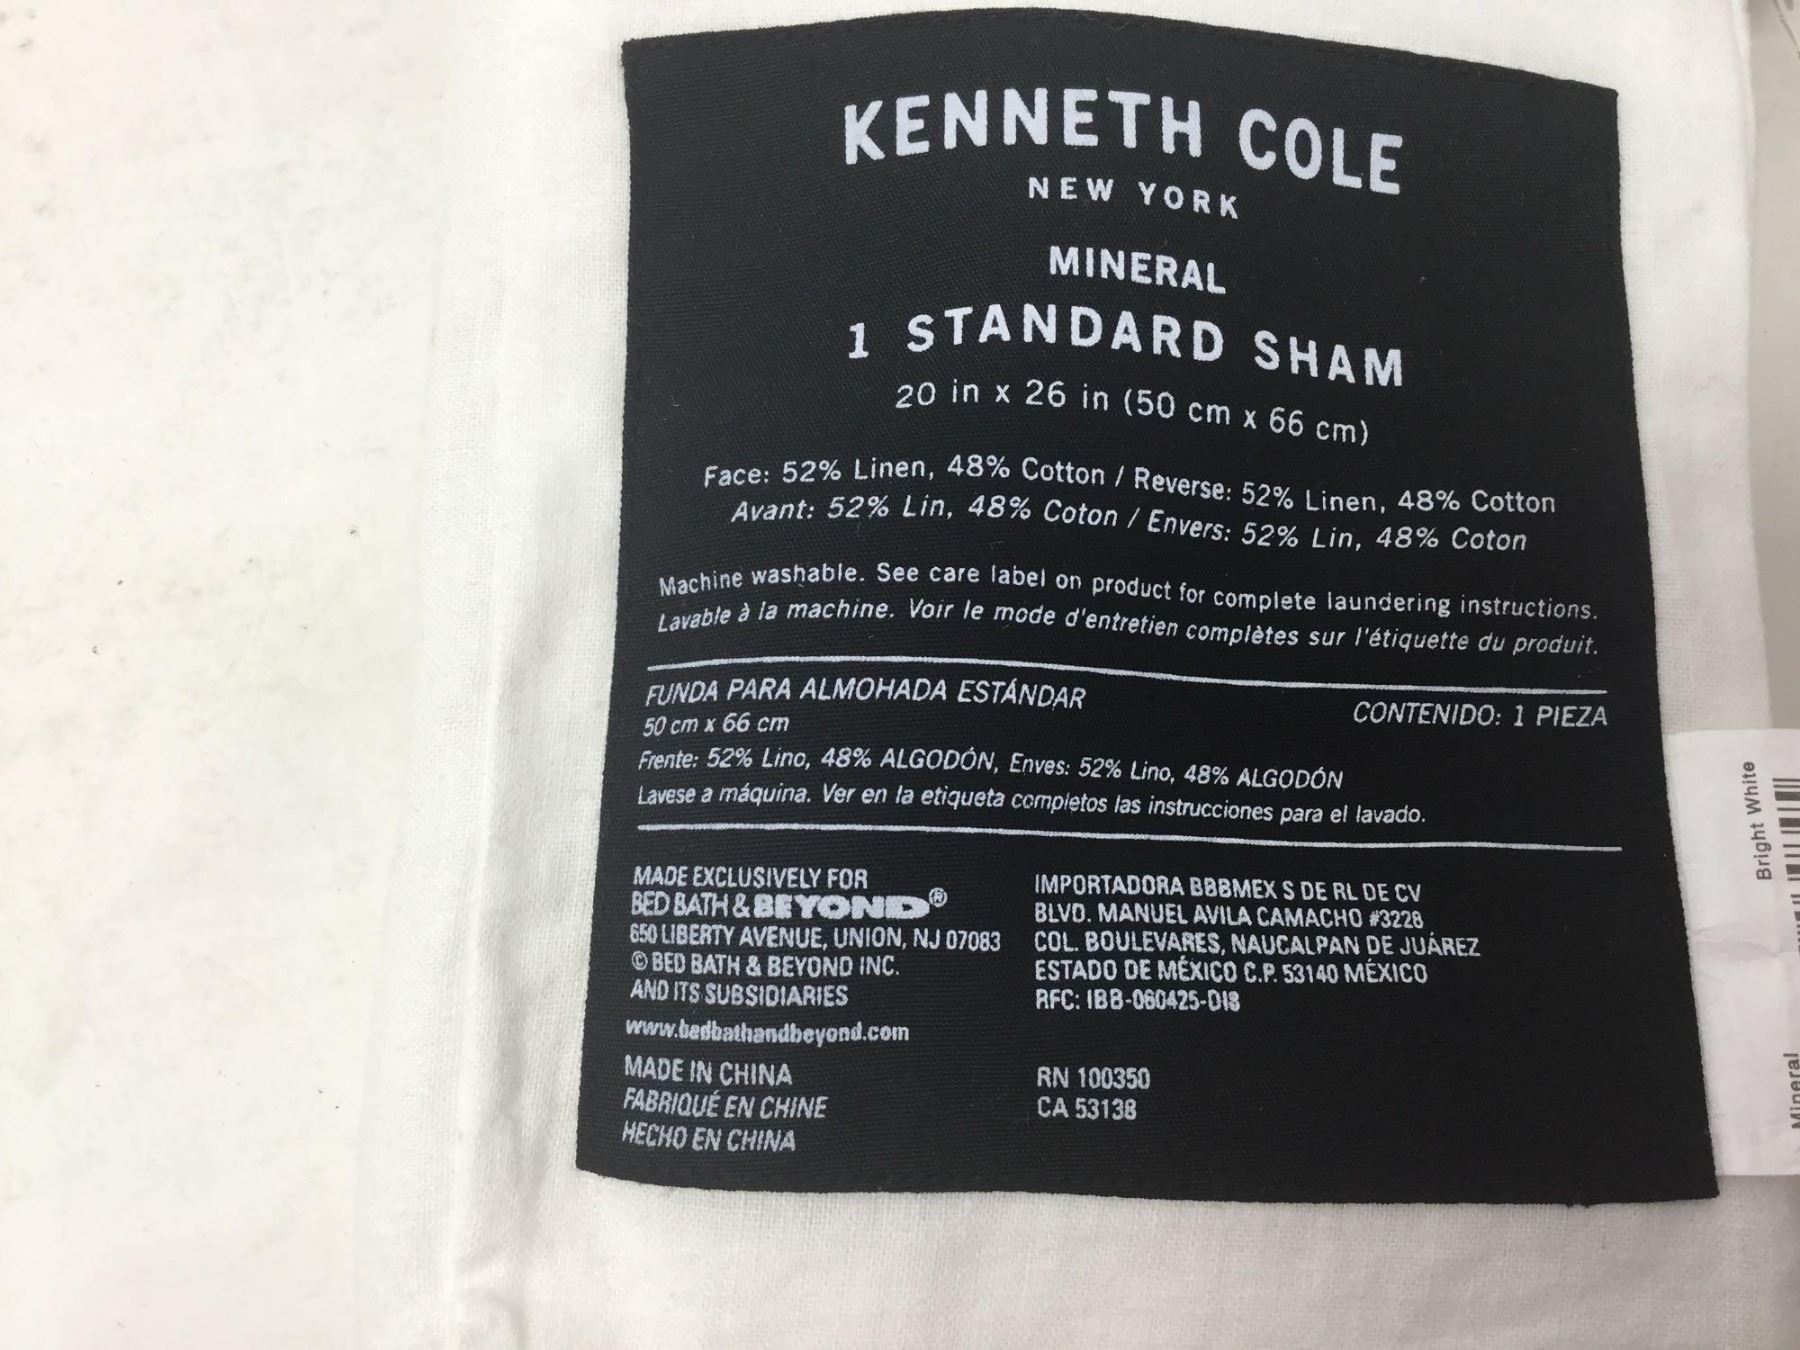 KENNETH COLE
NEW YORK
MINERAL
1 STANDARD SHAM
20 in x 26 in (50 cm x 66 cm)
Face: 52% Linen, 48% Cotton / Reverse: 52% Linen, 48% Cotton
Avant: 52% Lin, 48% Coton / Envers: 52% Lin, 48% Coton
Machine washable. See care label on product for complete laundering instructions.
Lavable à la machine. Voir le mode d'entretien complètes sur l'étiquette du produit.
FUNDA PARA ALMOHADA ESTÁNDAR
CONTENIDO: 1 PIEZA
50 cm x 66 cm
Frente: 52% Lino, 48% ALGODÓN, Enves: 52% Lino, 48% ALGODÓN
Lavese a máquina. Ver en la etiqueta completos las instrucciones para el lavado.
MADE EXCLUSIVELY FOR
BED BATH & BEYOND®
650 LIBERTY AVENUE, UNION, NJ 07083
© BED BATH & BEYOND INC.
AND ITS SUBSIDIARIES
www.bedbathandbeyond.com
MADE IN CHINA
FABRIQUÉ EN CHINE
HECHO EN CHINA
IMPORTADORA BBBMEX S DE RL DE CV
BLVD. MANUEL AVILA CAMACHO #3228
COL. BOULEVARES, NAUCALPAN DE JUÁREZ
ESTADO DE MÉXICO C.P. 53140 MÉXICO
RFC: IBB-060425-DI8
RN 100350
CA 53138
Bright White
Mineral